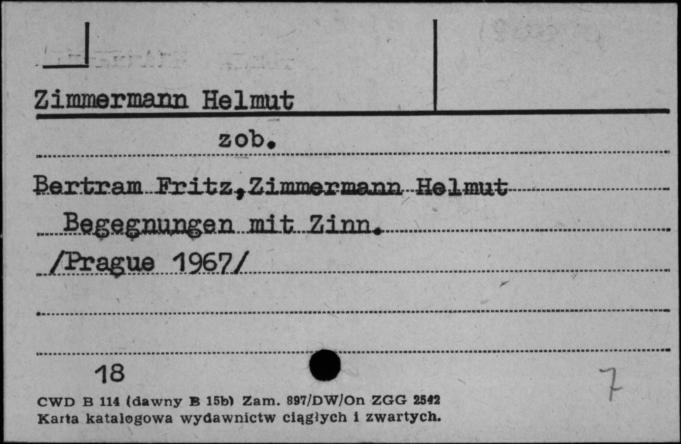 Zimmermann Helmut
zob.
Bertram Fritz,Zimmermann Helmut
Begegnungen mit Zinn.
/Prague 1967/
18
7
CWD B 114 (dawny B 15b) Zam. 897/DW/On ZGG 2542
Karta katalogowa wydawnictw ciągłych i zwartych.